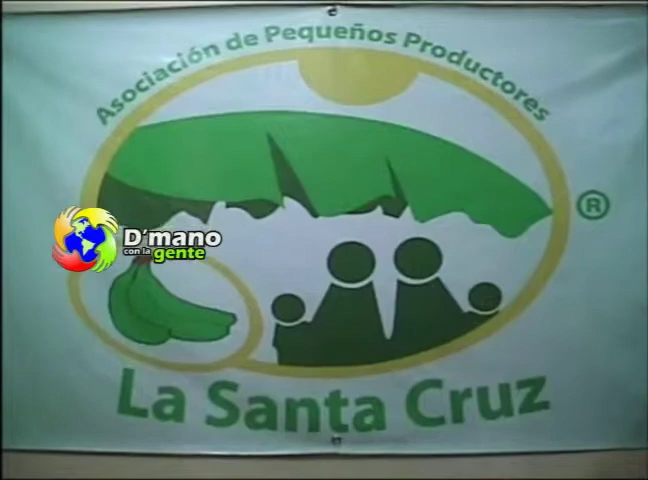 Asociación de Pequeños Productores
®
D'mano
con la gente
La Santa Cruz